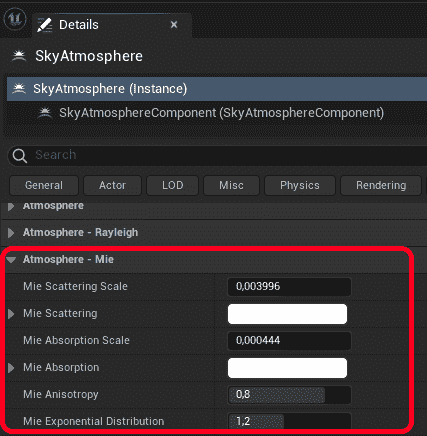 Details
SkyAtmosphere
SkyAtmosphere (Instance)
SkyAtmosphereComponent (SkyAtmosphereComponent)
Search
General Actor LOD Misc Physics Rendering
Atmosphere
Atmosphere - Rayleigh
Atmosphere - Mie
Mie Scattering Scale 0,003996
Mie Scattering
Mie Absorption Scale 0,000444
Mie Absorption
Mie Anisotropy 0,8
Mie Exponential Distribution 1,2